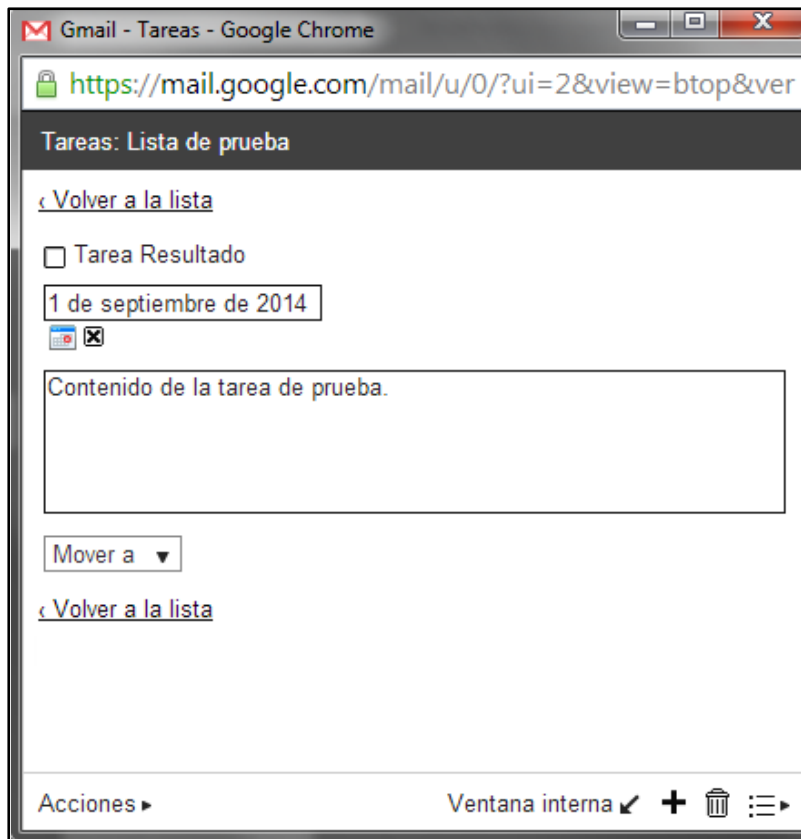 Gmail - Tareas - Google Chrome
https://mail.google.com/mail/u/0/?ui=2&view=btop&ver
Tareas: Lista de prueba
‹ Volver a la lista
Tarea Resultado
1 de septiembre de 2014
Contenido de la tarea de prueba.
Mover a
‹ Volver a la lista
Acciones Ventana interna